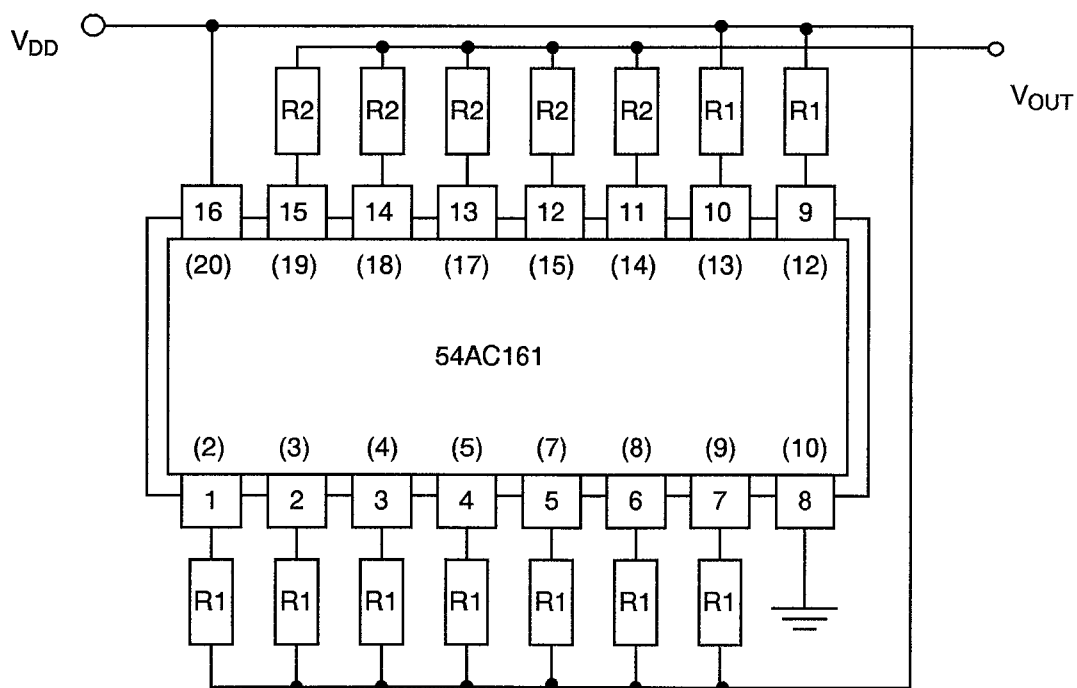 V_DD
V_OUT
R2 R2 R2 R2 R2 R1 R1
16 15 14 13 12 11 10 9
(20) (19) (18) (17) (15) (14) (13) (12)
54AC161
(2) (3) (4) (5) (7) (8) (9) (10)
1 2 3 4 5 6 7 8
R1 R1 R1 R1 R1 R1 R1